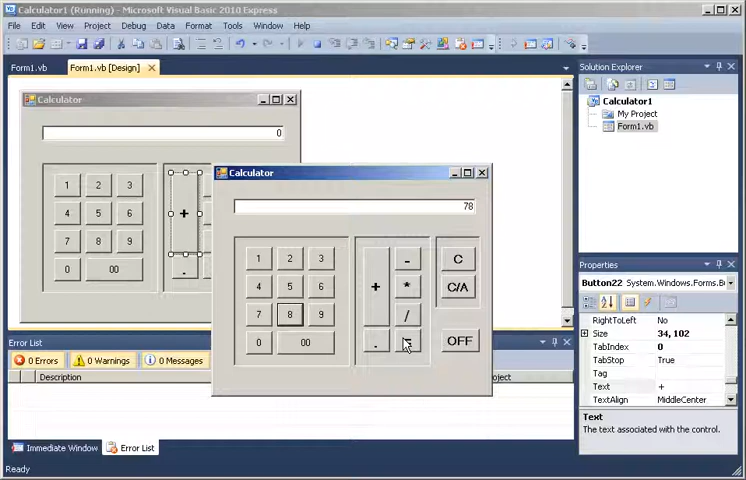 Calculator1 (Running) - Microsoft Visual Basic 2010 Express
File Edit View Project Debug Data Format Tools Window Help
Form1.vb Form1.vb [Design]
Calculator
0
1 2 3
4 5 6
7 8 9
0 00
+
.
Calculator
78
1 2 3 - C
4 5 6 + * C/A
7 8 9 /
0 00 . = OFF
Solution Explorer
Calculator1
My Project
Form1.vb
Properties
Button22 System.Windows.Forms.Bu
RightToLeft No
Size 34, 102
TabIndex 0
TabStop True
Tag
Text +
TextAlign MiddleCenter
Text
The text associated with the control.
Error List
0 Errors 0 Warnings 0 Messages
Description
oject
Immediate Window Error List
Ready